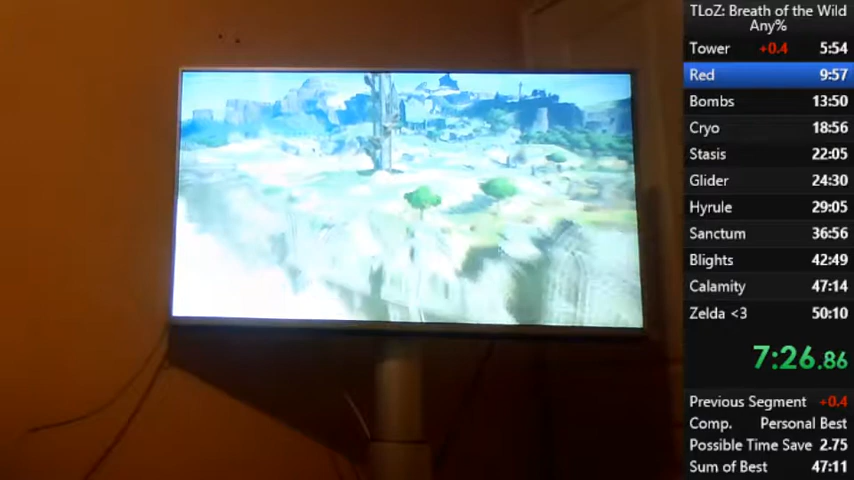 TLoZ: Breath of the Wild
Any%
Tower +0.4 5:54
Red 9:57
Bombs 13:50
Cryo 18:56
Stasis 22:05
Glider 24:30
Hyrule 29:05
Sanctum 36:56
Blights 42:49
Calamity 47:14
Zelda <3 50:10
7:26.86
Previous Segment +0.4
Comp. Personal Best
Possible Time Save 2.75
Sum of Best 47:11